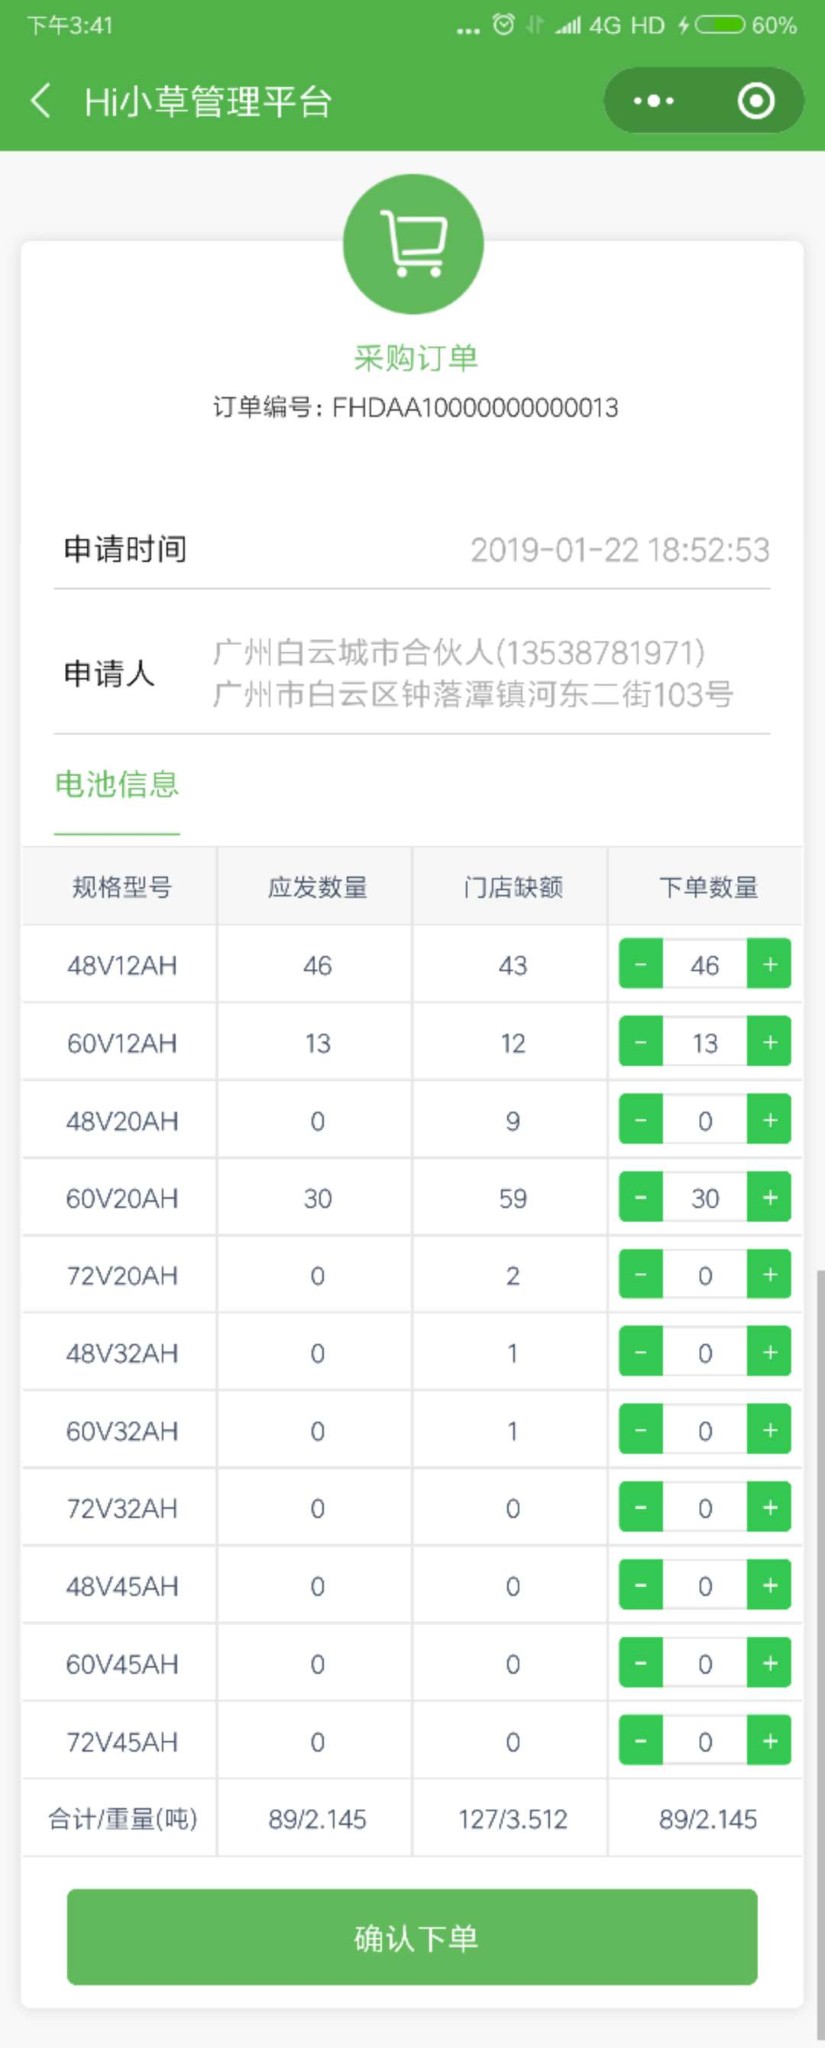 下午3:41
... 4G HD 60%
Hi小草管理平台
采购订单
订单编号: FHDAA10000000000013
申请时间 2019-01-22 18:52:53
申请人 广州白云城市合伙人(13538781971)
广州市白云区钟落潭镇河东二街103号
电池信息
规格型号 应发数量 门店缺额 下单数量
48V12AH 46 43 - 46 +
60V12AH 13 12 - 13 +
48V20AH 0 9 - 0 +
60V20AH 30 59 - 30 +
72V20AH 0 2 - 0 +
48V32AH 0 1 - 0 +
60V32AH 0 1 - 0 +
72V32AH 0 0 - 0 +
48V45AH 0 0 - 0 +
60V45AH 0 0 - 0 +
72V45AH 0 0 - 0 +
合计/重量(吨) 89/2.145 127/3.512 89/2.145
确认下单